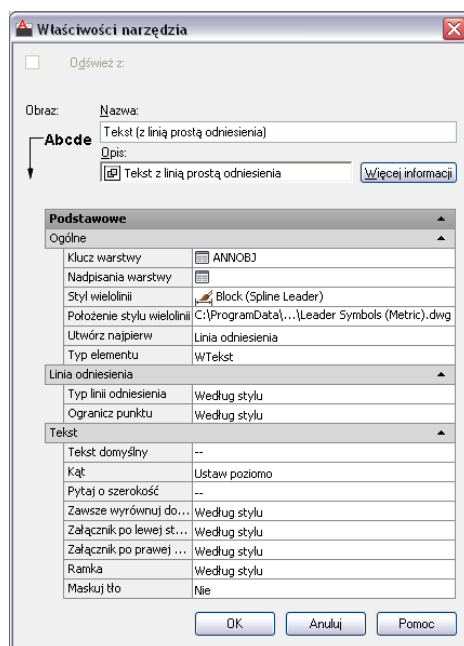 Właściwości narzędzia
Odśwież z:
Obraz: Nazwa:
Abcde
Tekst (z linią prostą odniesienia)
Opis:
Tekst z linią prostą odniesienia Więcej informacji
Podstawowe
Ogólne
Klucz warstwy ANNOBJ
Nadpisania warstwy
Styl wielolinii Block (Spline Leader)
Położenie stylu wielolinii C:\ProgramData\...\Leader Symbols (Metric).dwg
Utwórz najpierw Linia odniesienia
Typ elementu WTekst
Linia odniesienia
Typ linii odniesienia Według stylu
Ogranicz punktu Według stylu
Tekst
Tekst domyślny --
Kąt Ustaw poziomo
Pytaj o szerokość --
Zawsze wyrównuj do... Według stylu
Załącznik po lewej st... Według stylu
Załącznik po prawej ... Według stylu
Ramka Według stylu
Maskuj tło Nie
OK Anuluj Pomoc